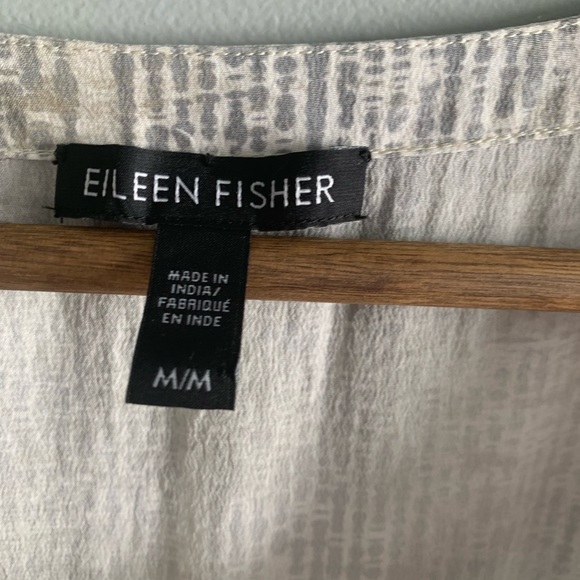 EILEEN FISHER
MADE IN
INDIA/
FABRIQUÉ
EN INDE
M/M